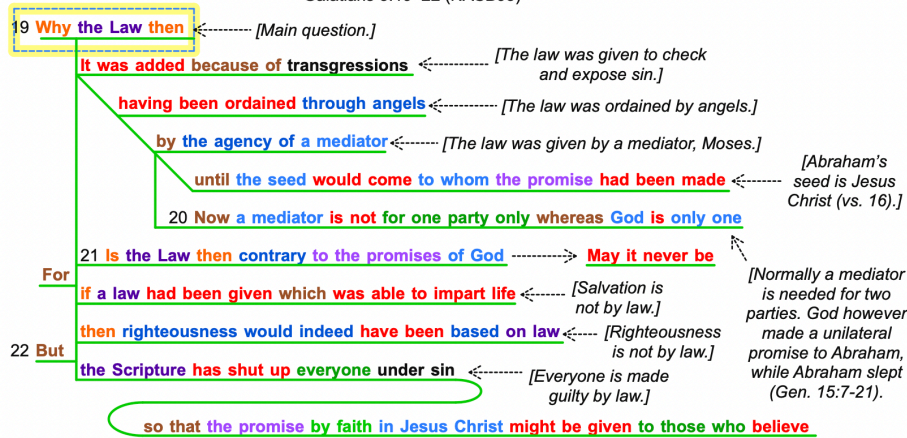 Galatians 3:19–22 (NASB95)
19 Why the Law then
[Main question.]
It was added because of transgressions
[The law was given to check
and expose sin.]
having been ordained through angels
[The law was ordained by angels.]
by the agency of a mediator
[The law was given by a mediator, Moses.]
until the seed would come to whom the promise had been made
[Abraham's
seed is Jesus
Christ (vs. 16).]
20 Now a mediator is not for one party only whereas God is only one
[Normally a mediator
is needed for two
parties. God however
made a unilateral
promise to Abraham,
while Abraham slept
(Gen. 15:7-21).
21 Is the Law then contrary to the promises of God
May it never be
For
if a law had been given which was able to impart life
[Salvation is
not by law.]
then righteousness would indeed have been based on law
[Righteousness
is not by law.]
22 But
the Scripture has shut up everyone under sin
[Everyone is made
guilty by law.]
so that the promise by faith in Jesus Christ might be given to those who believe